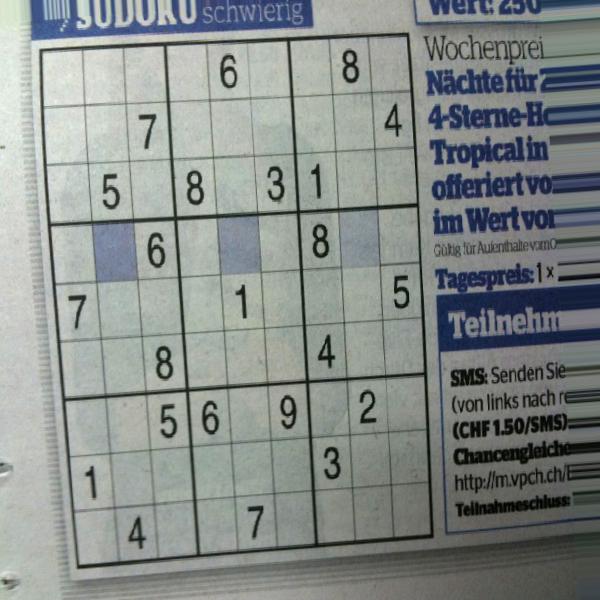 SUDOKU schwierig
6 8
7 4
5 8 3 1
6 8
7 1 5
8 4
5 6 9 2
1 3
4 7
Wert: 250
Wochenprei
Nächte für
4-Sterne-H
Tropical in
offeriert vo
im Wert von
Gültig für Aufenthalte vom
Tagespreis: 1 x
Teilnehm
SMS: Senden Sie
(von links nach r
(CHF 1.50/SMS)
Chancengleiche
http://m.vpch.ch/
Teilnahmeschluss: